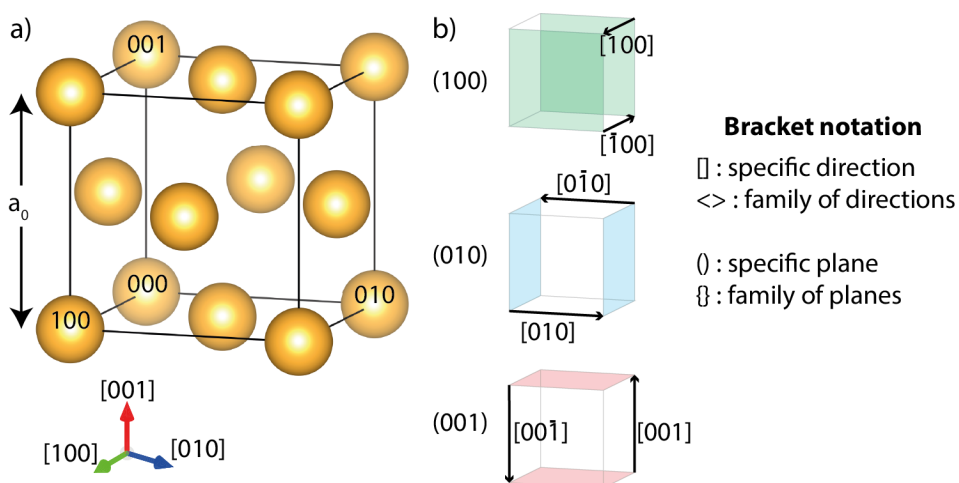 a)
001
a₀
000
100
010
[001]
[100]
[010]
b)
(100)
[100]
[1̄00]
(010)
[01̄0]
[010]
(001)
[001̄]
[001]
Bracket notation
[] : specific direction
<> : family of directions
() : specific plane
{} : family of planes